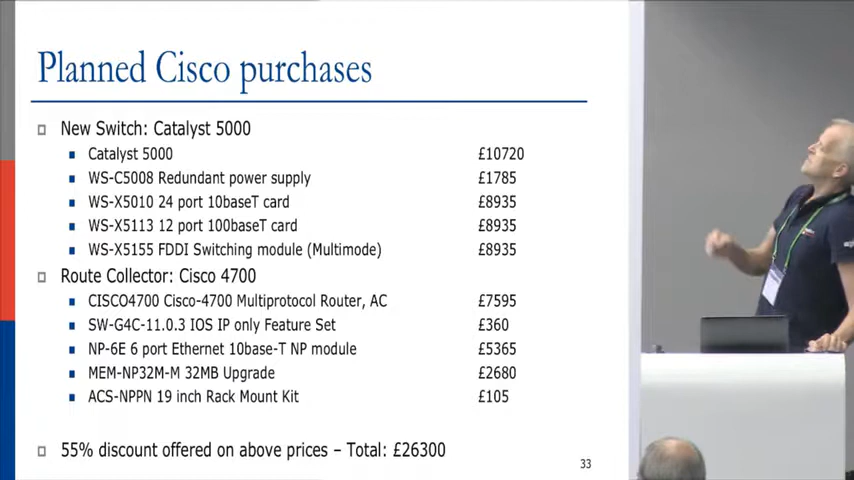 Planned Cisco purchases
New Switch: Catalyst 5000
Catalyst 5000 £10720
WS-C5008 Redundant power supply £1785
WS-X5010 24 port 10baseT card £8935
WS-X5113 12 port 100baseT card £8935
WS-X5155 FDDI Switching module (Multimode) £8935
Route Collector: Cisco 4700
CISCO4700 Cisco-4700 Multiprotocol Router, AC £7595
SW-G4C-11.0.3 IOS IP only Feature Set £360
NP-6E 6 port Ethernet 10base-T NP module £5365
MEM-NP32M-M 32MB Upgrade £2680
ACS-NPPN 19 inch Rack Mount Kit £105
55% discount offered on above prices – Total: £26300
33